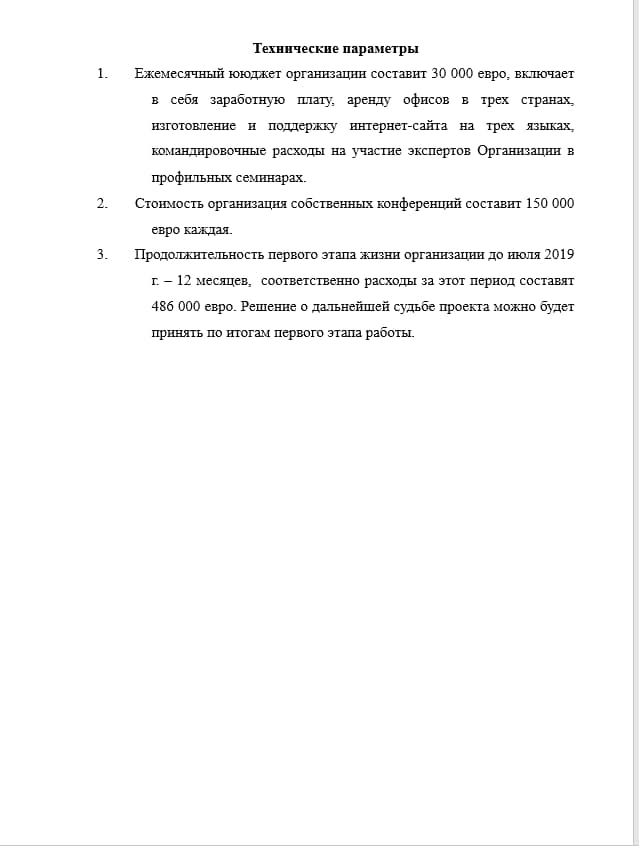 Технические параметры
1. Ежемесячный ююджет организации составит 30 000 евро, включает
в себя заработную плату, аренду офисов в трех странах,
изготовление и поддержку интернет-сайта на трех языках,
командировочные расходы на участие экспертов Организации в
профильных семинарах.
2. Стоимость организация собственных конференций составит 150 000
евро каждая.
3. Продолжительность первого этапа жизни организации до июля 2019
г. – 12 месяцев,  соответственно расходы за этот период составят
486 000 евро. Решение о дальнейшей судьбе проекта можно будет
принять по итогам первого этапа работы.